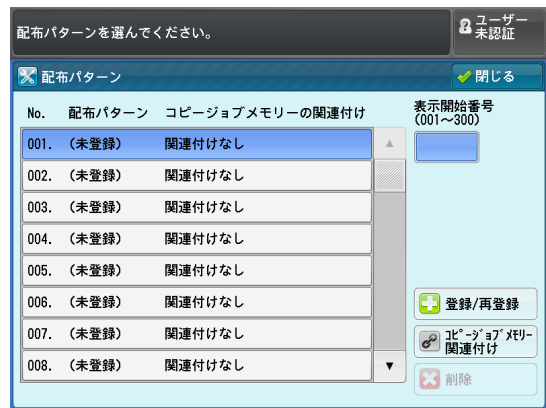 配布パターンを選んでください。
ユーザー
未認証
配布パターン
閉じる
No. 配布パターン コピージョブメモリーの関連付け
表示開始番号
(001～300)
001. (未登録) 関連付けなし
002. (未登録) 関連付けなし
003. (未登録) 関連付けなし
004. (未登録) 関連付けなし
005. (未登録) 関連付けなし
006. (未登録) 関連付けなし
007. (未登録) 関連付けなし
008. (未登録) 関連付けなし
登録/再登録
ｺﾋﾟｰｼﾞｮﾌﾞﾒﾓﾘｰ
関連付け
削除